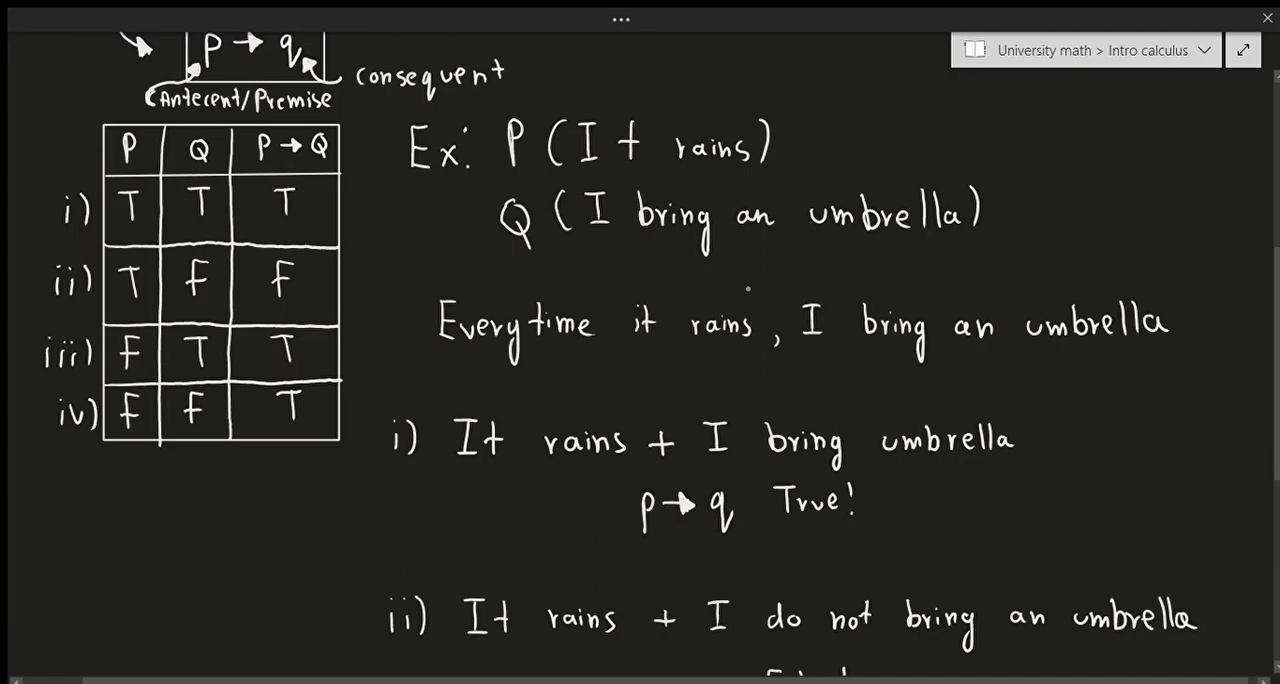 ...
University math > Intro calculus
p → q
consequent
Antecent/Premise
P Q P → Q
i) T T T
ii) T F F
iii) F T T
iv) F F T
Ex: P (It rains)
Q (I bring an umbrella)
Everytime it rains, I bring an umbrella
i) It rains + I bring umbrella
p → q True!
ii) It rains + I do not bring an umbrella